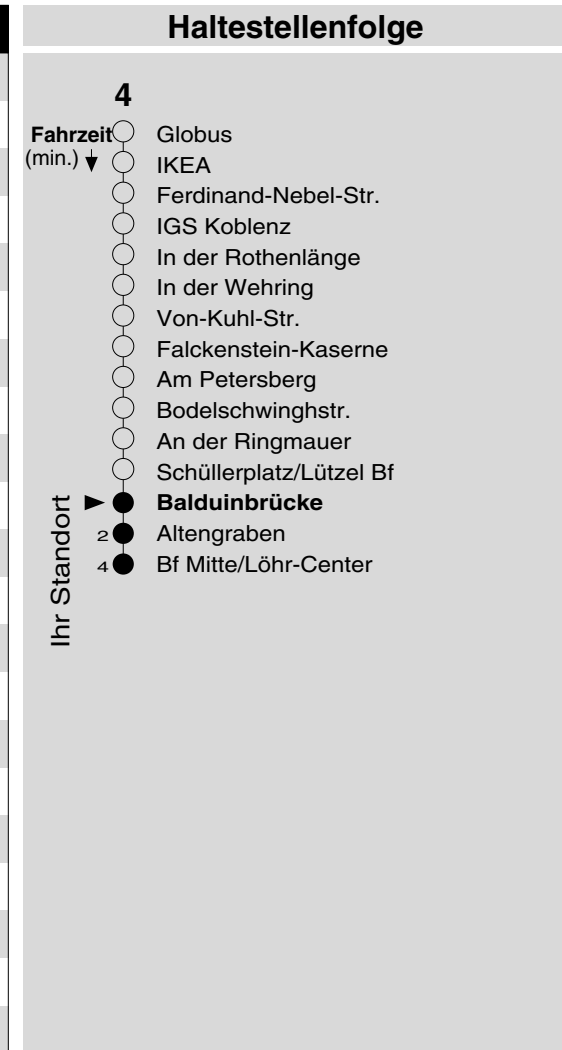 Haltestellenfolge
4
Fahrzeit Globus
(min.) IKEA
Ferdinand-Nebel-Str.
IGS Koblenz
In der Rothenlänge
In der Wehring
Von-Kuhl-Str.
Falckenstein-Kaserne
Am Petersberg
Bodelschwinghstr.
An der Ringmauer
Schüllerplatz/Lützel Bf
Balduinbrücke
2 Altengraben
4 Bf Mitte/Löhr-Center
Ihr Standort